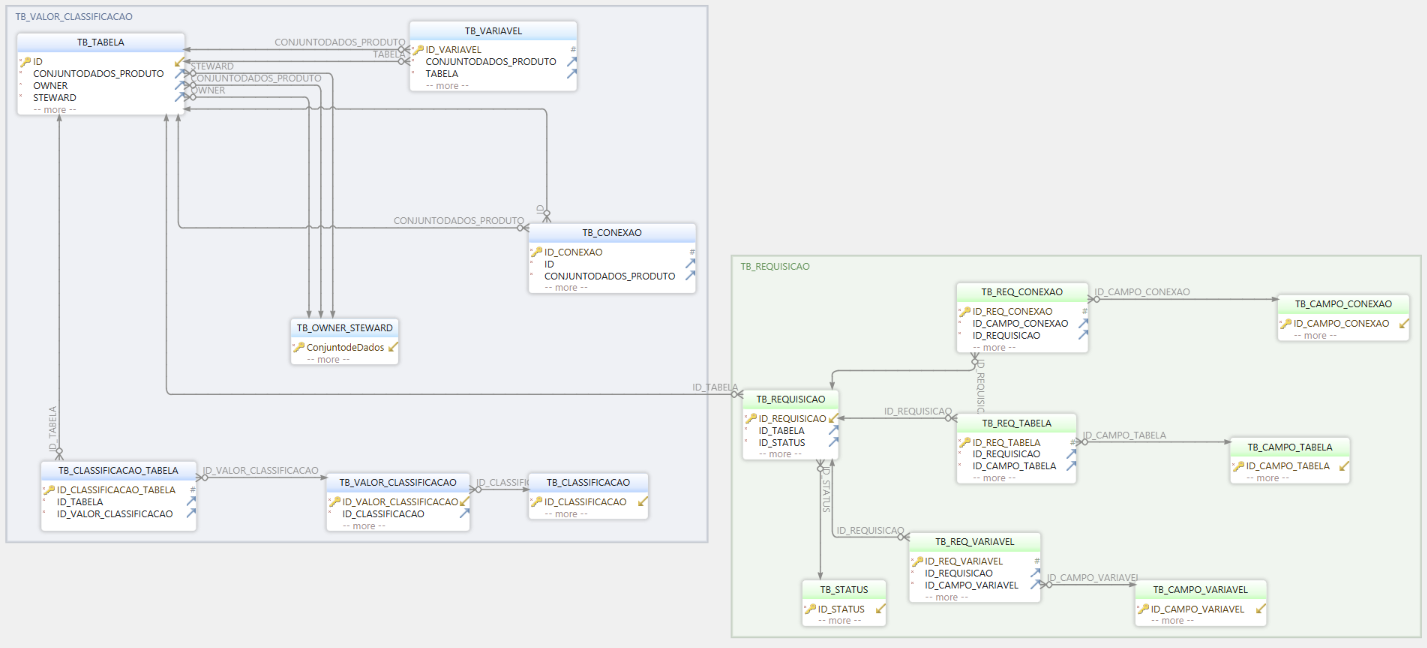 TB_VALOR_CLASSIFICACAO
TB_TABELA
ID
CONJUNTODADOS_PRODUTO
OWNER
STEWARD
-- more --
CONJUNTODADOS_PRODUTO
TABELA
STEWARD
CONJUNTODADOS_PRODUTO
OWNER
TB_VARIAVEL
ID_VARIAVEL #
CONJUNTODADOS_PRODUTO
TABELA
-- more --
ID
CONJUNTODADOS_PRODUTO
TB_CONEXAO
ID_CONEXAO #
ID
CONJUNTODADOS_PRODUTO
-- more --
TB_OWNER_STEWARD
ConjuntodeDados
-- more --
ID_TABELA
ID_TABELA
TB_CLASSIFICACAO_TABELA
ID_CLASSIFICACAO_TABELA #
ID_TABELA
ID_VALOR_CLASSIFICACAO
ID_VALOR_CLASSIFICACAO
TB_VALOR_CLASSIFICACAO
ID_VALOR_CLASSIFICACAO
ID_CLASSIFICACAO
-- more --
ID_CLASSIFIC
TB_CLASSIFICACAO
ID_CLASSIFICACAO
-- more --
TB_REQUISICAO
TB_REQ_CONEXAO
ID_REQ_CONEXAO #
ID_CAMPO_CONEXAO
ID_REQUISICAO
-- more --
ID_CAMPO_CONEXAO
TB_CAMPO_CONEXAO
ID_CAMPO_CONEXAO
-- more --
ID_REQUISIC
TB_REQUISICAO
ID_REQUISICAO
ID_TABELA
ID_STATUS
-- more --
ID_REQUISICAO
TB_REQ_TABELA
ID_REQ_TABELA #
ID_REQUISICAO
ID_CAMPO_TABELA
-- more --
ID_CAMPO_TABELA
TB_CAMPO_TABELA
ID_CAMPO_TABELA
-- more --
ID_STATUS
ID_REQUISICAO
TB_REQ_VARIAVEL
ID_REQ_VARIAVEL #
ID_REQUISICAO
ID_CAMPO_VARIAVEL
-- more --
ID_CAMPO_VARIAVEL
TB_STATUS
ID_STATUS
-- more --
TB_CAMPO_VARIAVEL
ID_CAMPO_VARIAVEL
-- more --